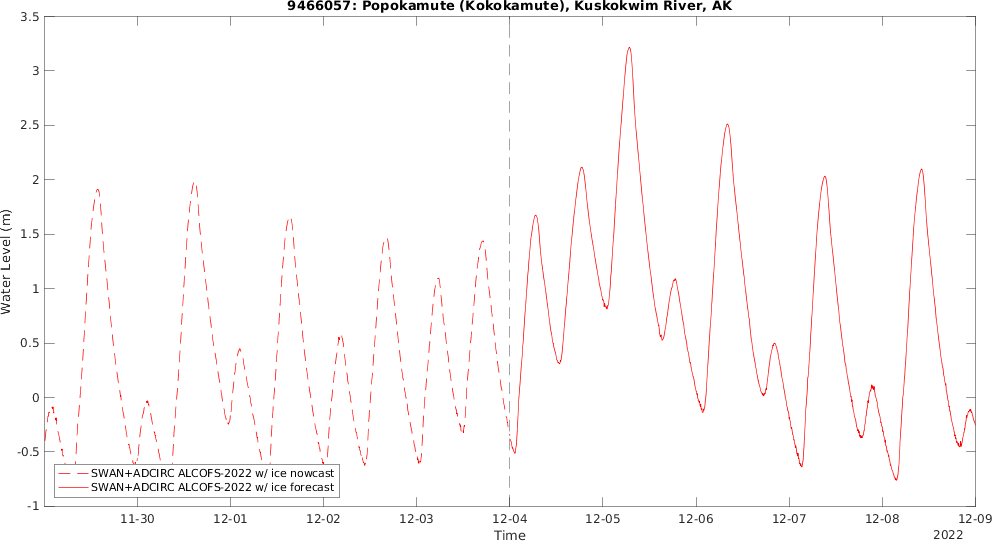 9466057: Popokamute (Kokokamute), Kuskokwim River, AK
3.5
3
2.5
2
1.5
1
0.5
0
-0.5
-1
Water Level (m)
SWAN+ADCIRC ALCOFS-2022 w/ ice nowcast
SWAN+ADCIRC ALCOFS-2022 w/ ice forecast
11-30 12-01 12-02 12-03 12-04 12-05 12-06 12-07 12-08 12-09
Time
2022